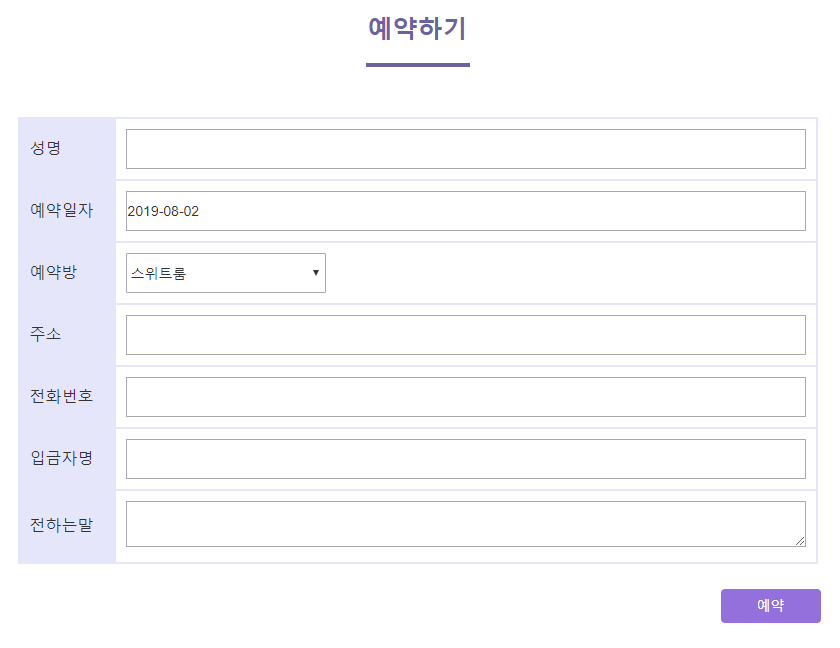 예약하기
성명
예약일자 2019-08-02
예약방 스위트룸
주소
전화번호
입금자명
전하는말
예약